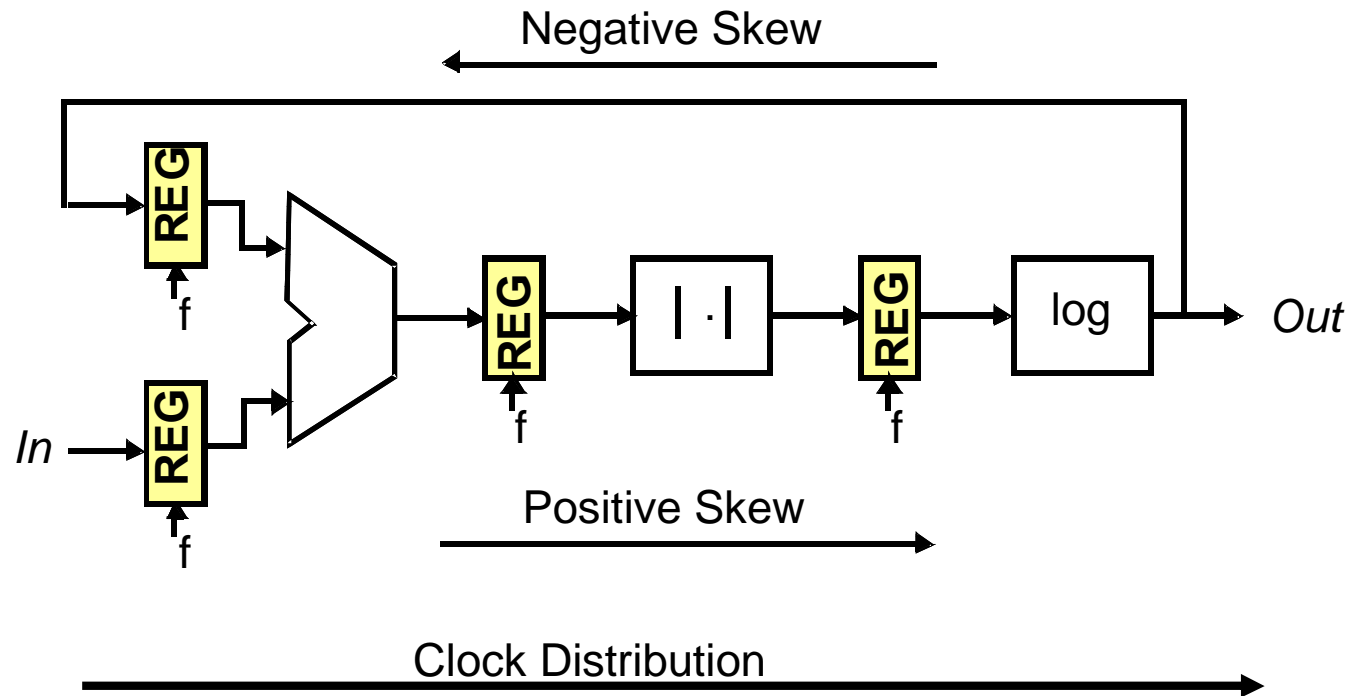 Negative Skew
REG
f
In
REG
f
REG
f
| · |
REG
f
log
Out
Positive Skew
Clock Distribution